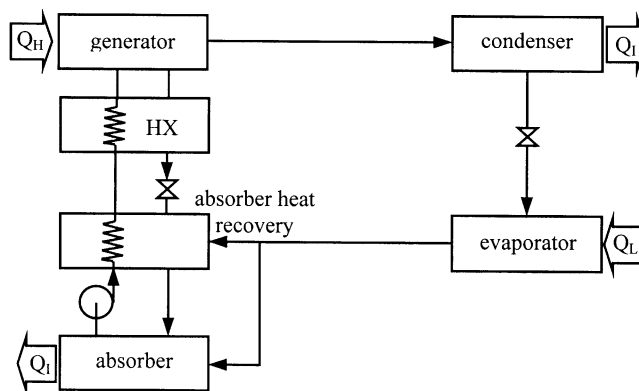 Q_H
generator
condenser
Q_I
HX
absorber heat
recovery
evaporator
Q_L
Q_I
absorber